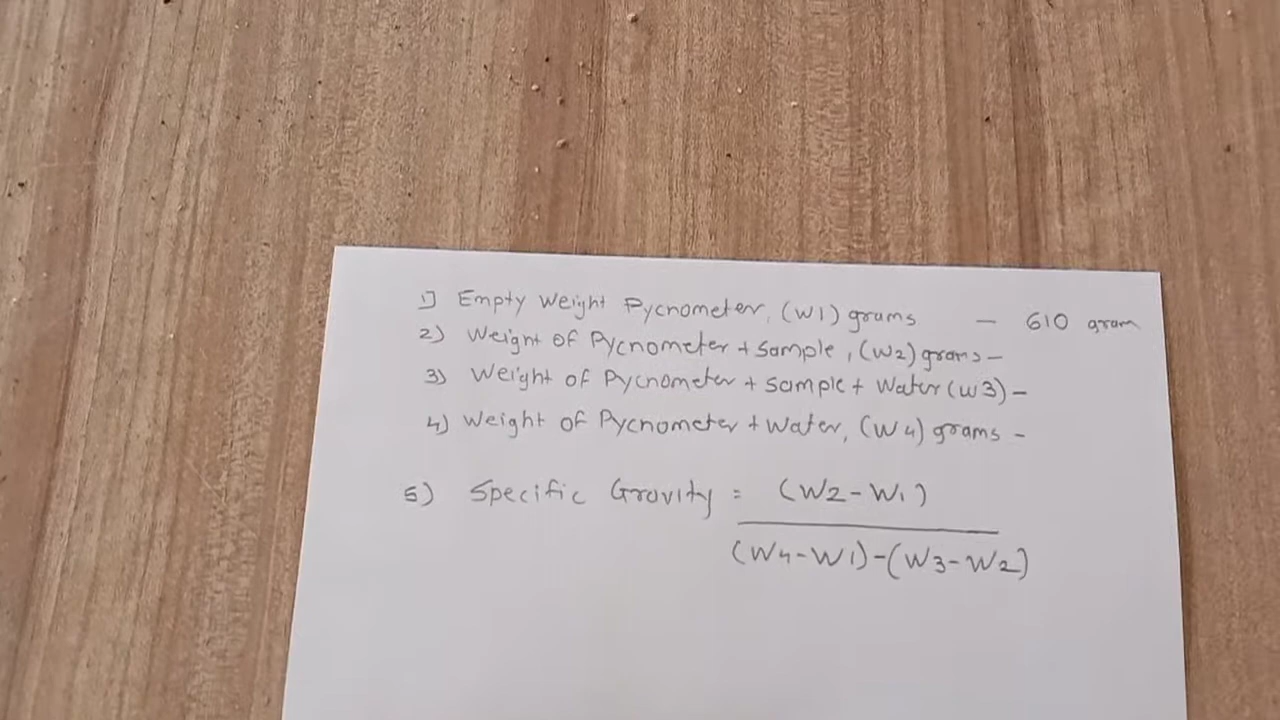 1) Empty Weight Pycnometer, (W1) grams - 610 gram
2) Weight of Pycnometer + Sample, (W2) grams -
3) Weight of Pycnometer + Sample + Water (W3) -
4) Weight of Pycnometer + Water, (W4) grams -
5) Specific Gravity = (W2-W1)
(W4-W1)-(W3-W2)